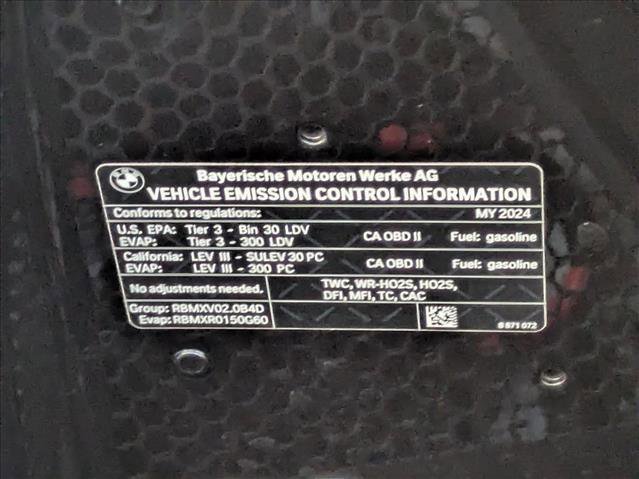 Bayerische Motoren Werke AG
VEHICLE EMISSION CONTROL INFORMATION
Conforms to regulations: MY 2024
U.S. EPA: Tier 3 - Bin 30 LDV
EVAP: Tier 3 - 300 LDV
CA OBD II Fuel: gasoline
California: LEV III - SULEV30 PC
EVAP: LEV III - 300 PC
CA OBD II Fuel: gasoline
No adjustments needed.
TWC, WR-HO2S, HO2S,
DFI, MFI, TC, CAC
Group: RBMXV02.0B4D
Evap: RBMXR0150G60
8 871 072